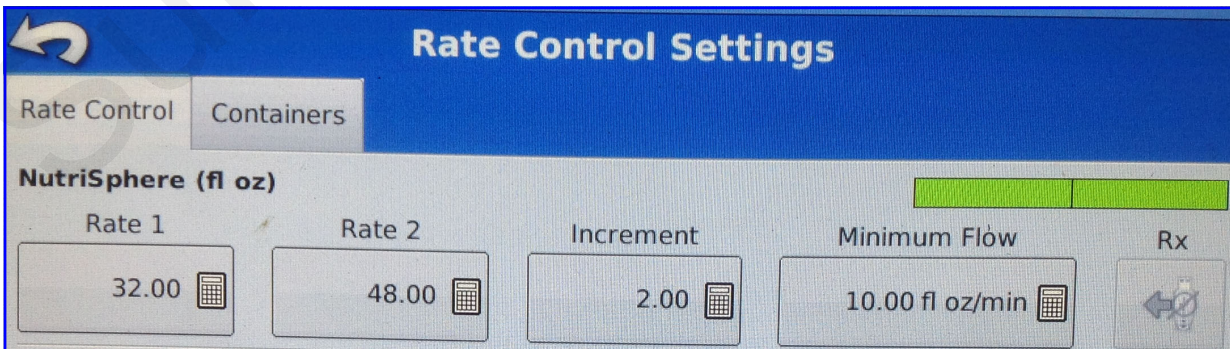 Rate Control Settings
Rate Control Containers
NutriSphere (fl oz)
Rate 1 Rate 2 Increment Minimum Flow Rx
32.00 48.00 2.00 10.00 fl oz/min